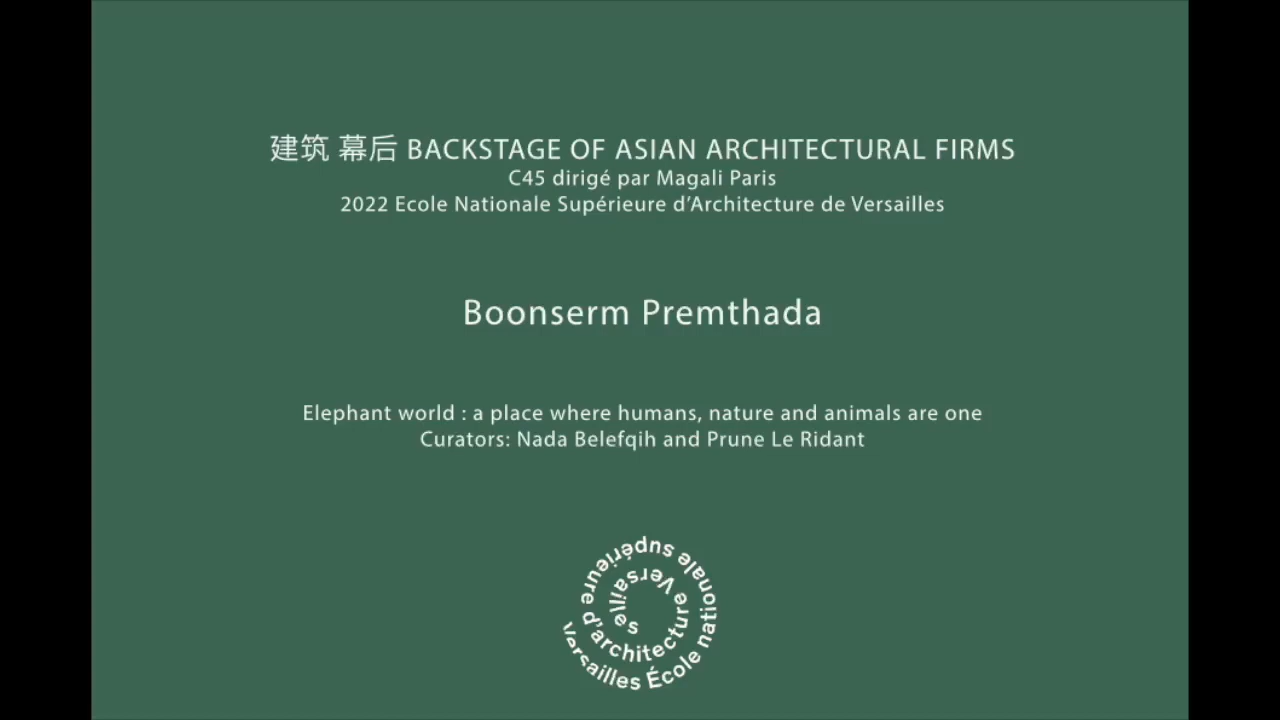 建筑 幕后 BACKSTAGE OF ASIAN ARCHITECTURAL FIRMS
C45 dirigé par Magali Paris
2022 Ecole Nationale Supérieure d’Architecture de Versailles
Boonserm Premthada
Elephant world : a place where humans, nature and animals are one
Curators: Nada Belefqih and Prune Le Ridant
Versailles École nationale supérieure d'architecture Versailles